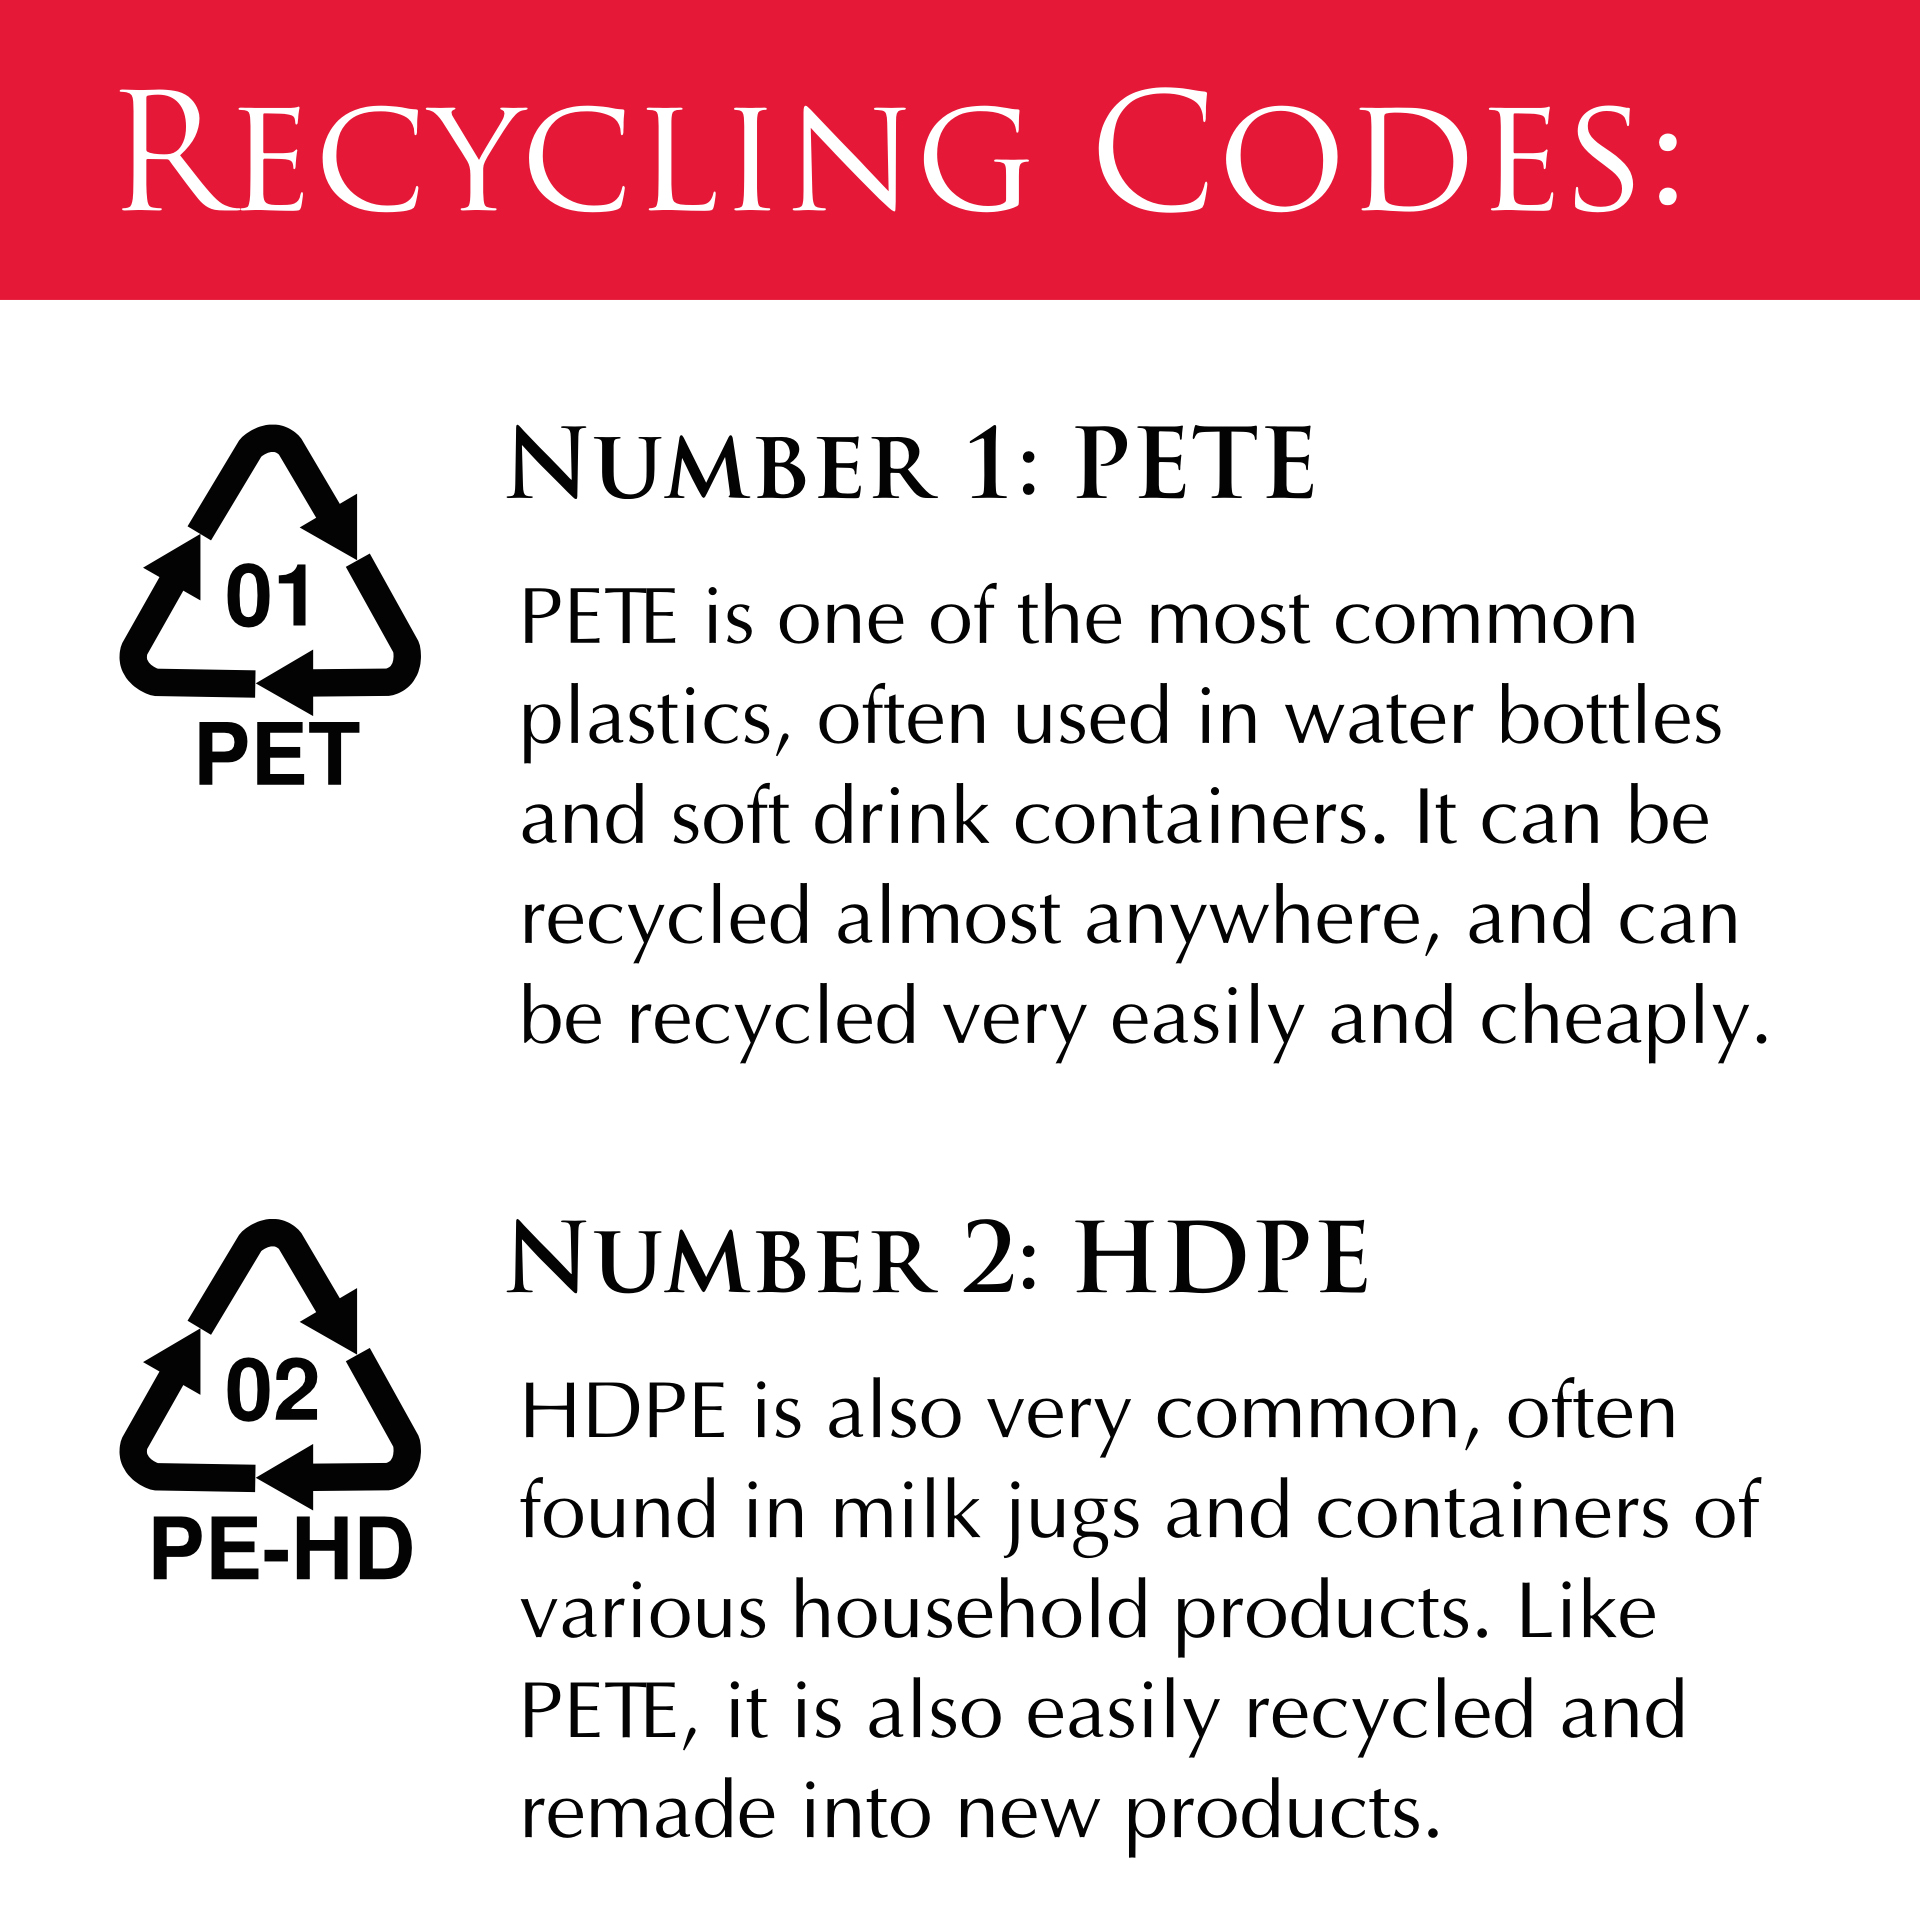 Recycling Codes:
01
PET
Number 1: PETE
PETE is one of the most common
plastics, often used in water bottles
and soft drink containers. It can be
recycled almost anywhere, and can
be recycled very easily and cheaply.
02
PE-HD
Number 2: HDPE
HDPE is also very common, often
found in milk jugs and containers of
various household products. Like
PETE, it is also easily recycled and
remade into new products.